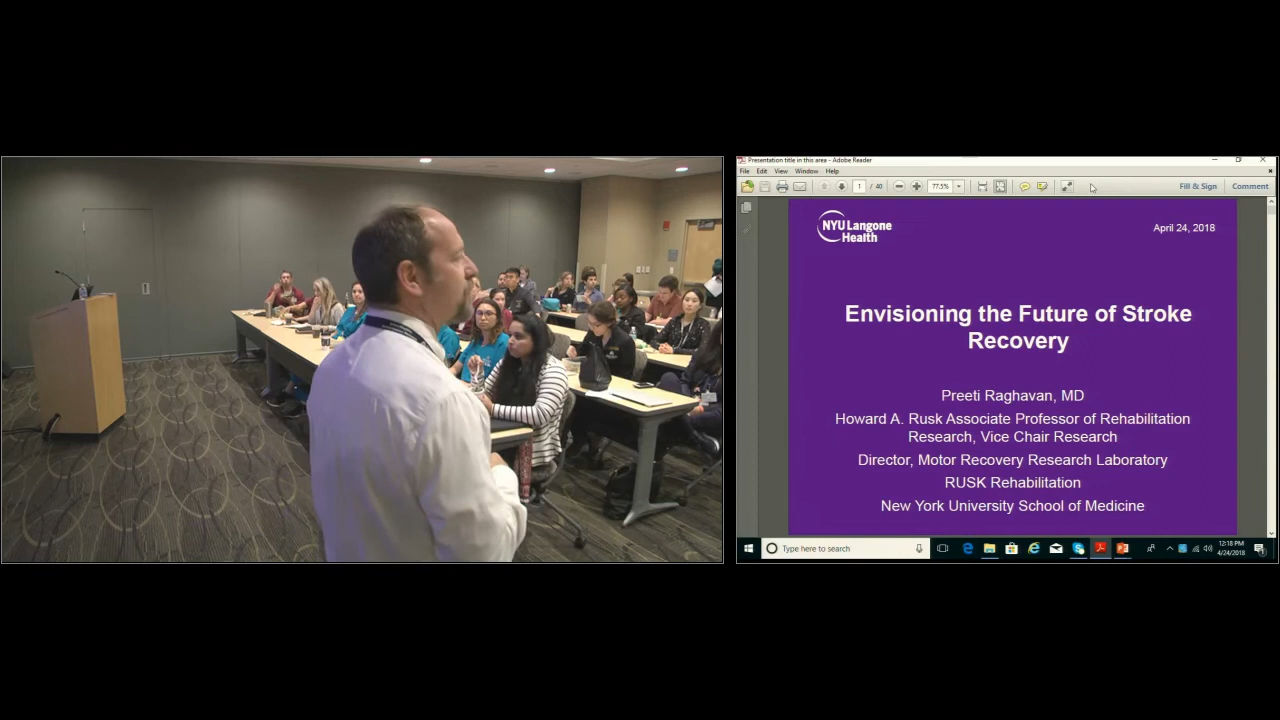 Presentation title in this area - Adobe Reader
File Edit View Window Help
1 / 40 77.5% Fill & Sign Comment
NYU Langone
Health
April 24, 2018
Envisioning the Future of Stroke
Recovery
Preeti Raghavan, MD
Howard A. Rusk Associate Professor of Rehabilitation
Research, Vice Chair Research
Director, Motor Recovery Research Laboratory
RUSK Rehabilitation
New York University School of Medicine
Type here to search
12:18 PM
4/24/2018